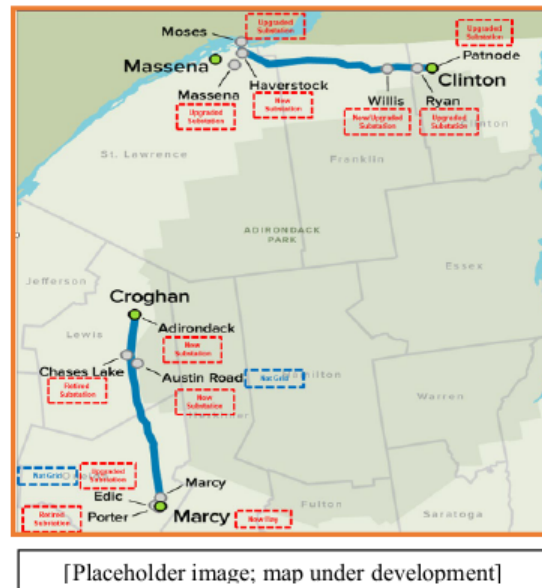 Upgraded
Substation
Moses
Upgraded
Substation
Patnode
Massena
Clinton
Massena
Haverstock
Willis
Ryan
Upgraded
Substation
New
Substation
New/Upgraded
Substation
Upgraded
Substation
Clinton
St. Lawrence
Franklin
ADIRONDACK
PARK
Essex
Jefferson
Croghan
Lewis
Adirondack
New
Substation
Chases Lake
Austin Road
Nat Grid
Hamilton
Retired
Substation
New
Substation
Warren
Nat Grid
Upgraded
Substation
Marcy
Edic
Porter
Marcy
Retired
Substation
New Bay
Fulton
Saratoga
[Placeholder image; map under development]